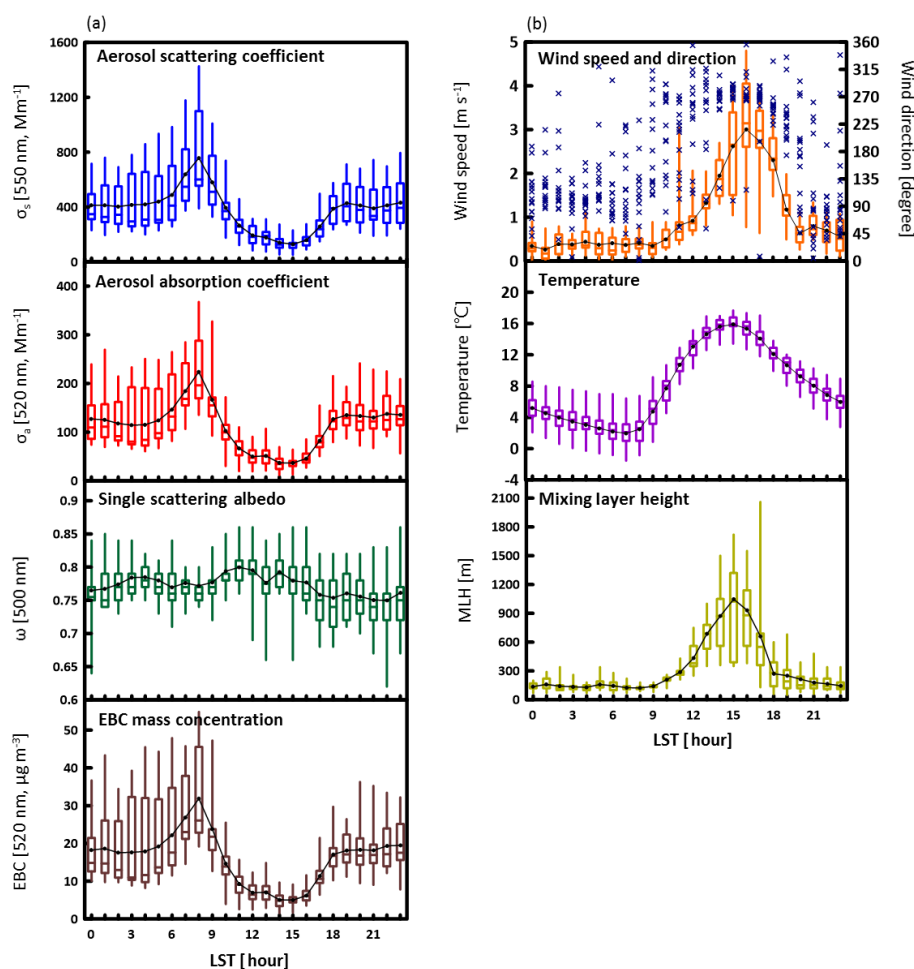 (a)
Aerosol scattering coefficient
σs [550 nm, Mm⁻¹]
1600
1200
800
400
0
Aerosol absorption coefficient
σa [520 nm, Mm⁻¹]
400
300
200
100
0
Single scattering albedo
ω [500 nm]
0.9
0.85
0.8
0.75
0.7
0.65
0.6
EBC mass concentration
EBC [520 nm, μg m⁻³]
50
40
30
20
10
0
0 3 6 9 12 15 18 21
LST [hour]
(b)
Wind speed and direction
Wind speed [m s⁻¹]
5
4
3
2
1
0
Wind direction [degree]
360
315
270
225
180
135
90
45
0
Temperature
Temperature [℃]
20
16
12
8
4
0
-4
Mixing layer height
MLH [m]
2100
1800
1500
1200
900
600
300
0
0 3 6 9 12 15 18 21
LST [hour]